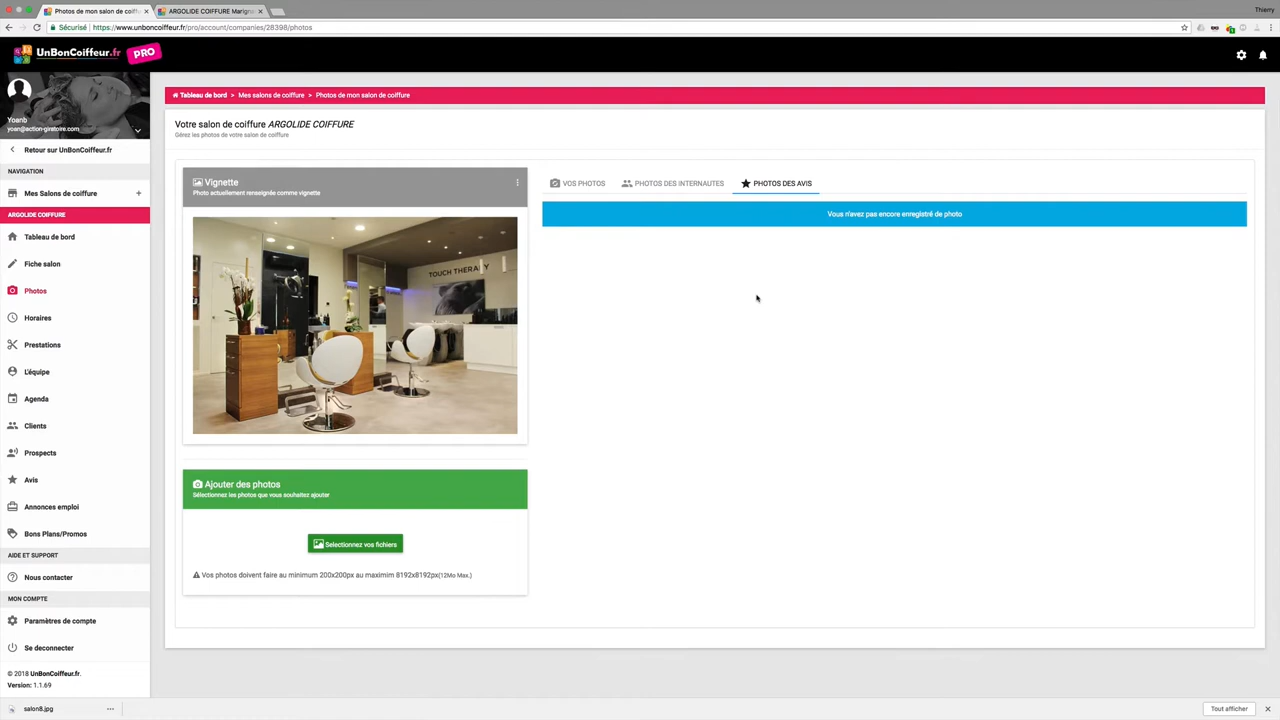 Thierry
Photos de mon salon de coiffure
ARGOLIDE COIFFURE Marign
Sécurisé
https://www.unboncoiffeur.fr/pro/account/companies/28398/photos
UnBonCoiffeur.fr PRO
Yoanb
yoan@action-giratoire.com
Retour sur UnBonCoiffeur.fr
NAVIGATION
Mes Salons de coiffure +
ARGOLIDE COIFFURE
Tableau de bord
Fiche salon
Photos
Horaires
Prestations
L'équipe
Agenda
Clients
Prospects
Avis
Annonces emploi
Bons Plans/Promos
AIDE ET SUPPORT
Nous contacter
MON COMPTE
Paramètres de compte
Se deconnecter
© 2018 UnBonCoiffeur.fr.
Version: 1.1.69
Tableau de bord > Mes salons de coiffure > Photos de mon salon de coiffure
Votre salon de coiffure ARGOLIDE COIFFURE
Gérez les photos de votre salon de coiffure
Vignette
Photo actuellement renseignée comme vignette
TOUCH THERAPY
Ajouter des photos
Sélectionnez les photos que vous souhaitez ajouter
Selectionnez vos fichiers
Vos photos doivent faire au minimum 200x200px au maximim 8192x8192px(12Mo Max.)
VOS PHOTOS
PHOTOS DES INTERNAUTES
PHOTOS DES AVIS
Vous n'avez pas encore enregistré de photo
salon8.jpg
Tout afficher